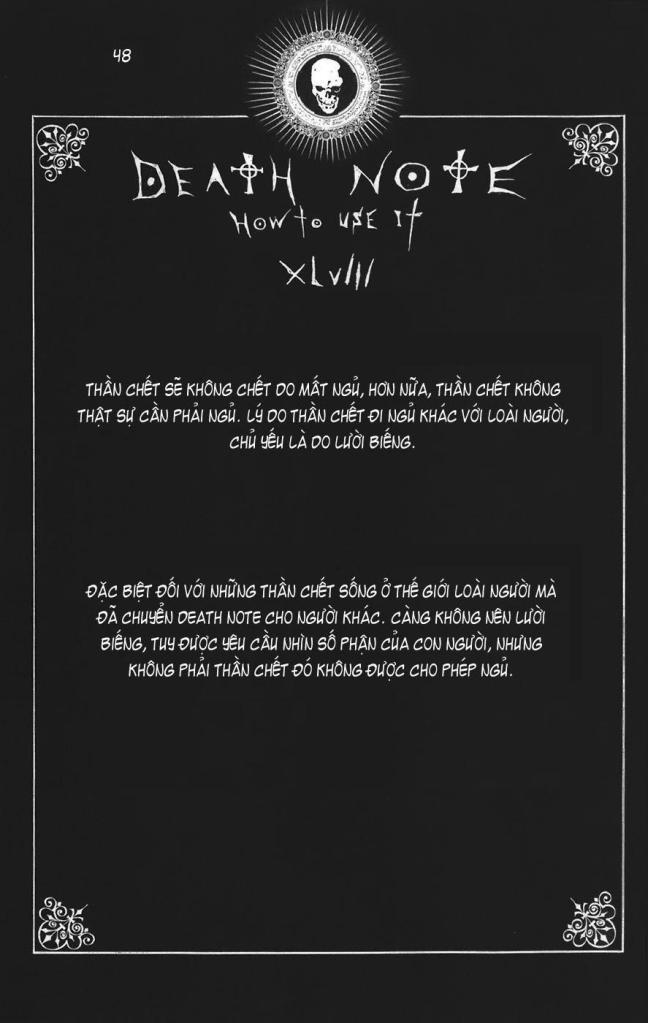 48
DEATH NOTE
HOW TO USE IT
XLVIII
THẦN CHẾT SẼ KHÔNG CHẾT DO MẤT NGỦ, HƠN NỮA, THẦN CHẾT KHÔNG
THẬT SỰ CẦN PHẢI NGỦ. LÝ DO THẦN CHẾT ĐI NGỦ KHÁC VỚI LOÀI NGƯỜI,
CHỦ YẾU LÀ DO LƯỜI BIẾNG.
ĐẶC BIỆT ĐỐI VỚI NHỮNG THẦN CHẾT SỐNG Ở THẾ GIỚI LOÀI NGƯỜI MÀ
ĐÃ CHUYỂN DEATH NOTE CHO NGƯỜI KHÁC. CÀNG KHÔNG NÊN LƯỜI
BIẾNG, TUY ĐƯỢC YÊU CẦU NHÌN SỐ PHẬN CỦA CON NGƯỜI, NHƯNG
KHÔNG PHẢI THẦN CHẾT ĐÓ KHÔNG ĐƯỢC CHO PHÉP NGỦ.